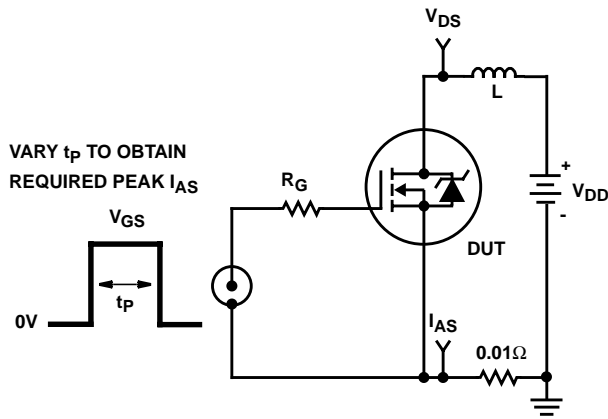 V_DS
L
VARY t_P TO OBTAIN
REQUIRED PEAK I_AS
R_G
+
V_DD
-
V_GS
DUT
t_P
0V
I_AS
0.01Ω